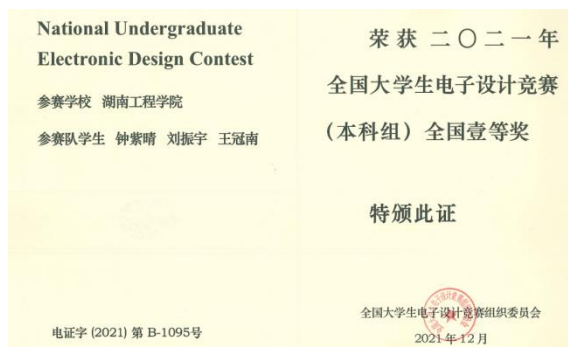 National Undergraduate
Electronic Design Contest
参赛学校 湖南工程学院
参赛队学生 钟紫晴 刘振宇 王冠南
电证字 (2021) 第 B-1095号
荣获二〇二一年
全国大学生电子设计竞赛
（本科组）全国壹等奖
特颁此证
全国大学生电子设计竞赛组织委员会
2021年12月